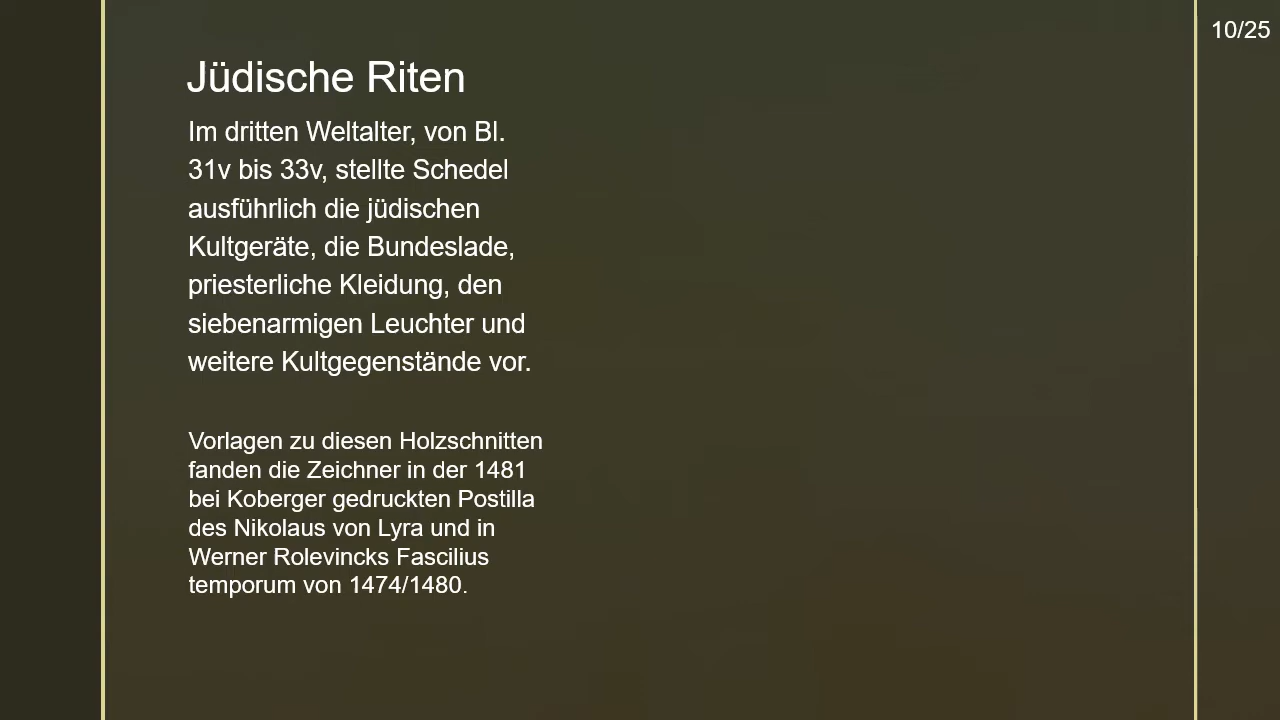 10/25
Jüdische Riten
Im dritten Weltalter, von Bl.
31v bis 33v, stellte Schedel
ausführlich die jüdischen
Kultgeräte, die Bundeslade,
priesterliche Kleidung, den
siebenarmigen Leuchter und
weitere Kultgegenstände vor.
Vorlagen zu diesen Holzschnitten
fanden die Zeichner in der 1481
bei Koberger gedruckten Postilla
des Nikolaus von Lyra und in
Werner Rolevincks Fascilius
temporum von 1474/1480.